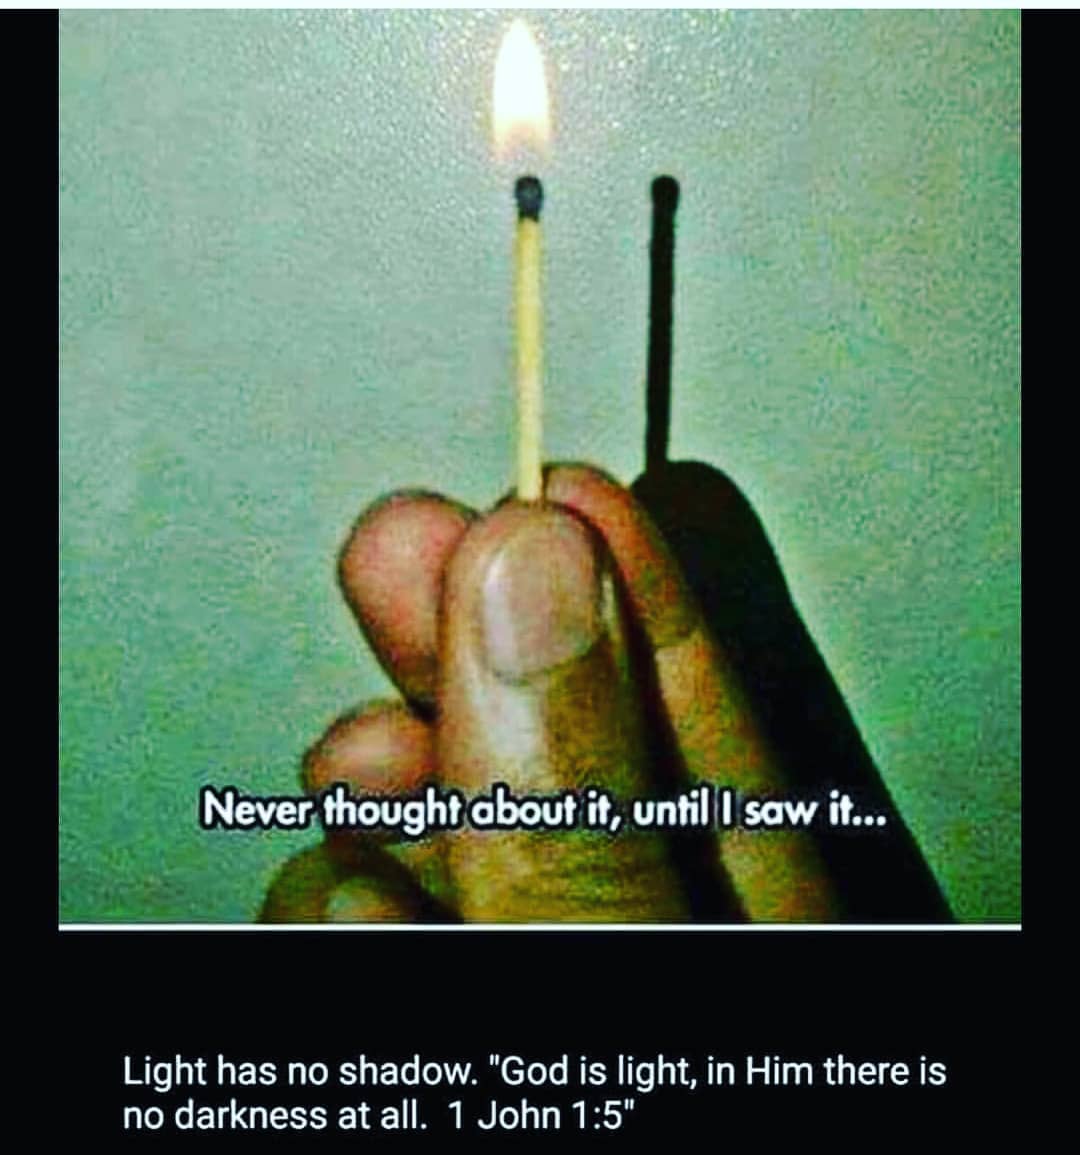 Never thought about it, until I saw it...
Light has no shadow. "God is light, in Him there is
no darkness at all.  1 John 1:5"